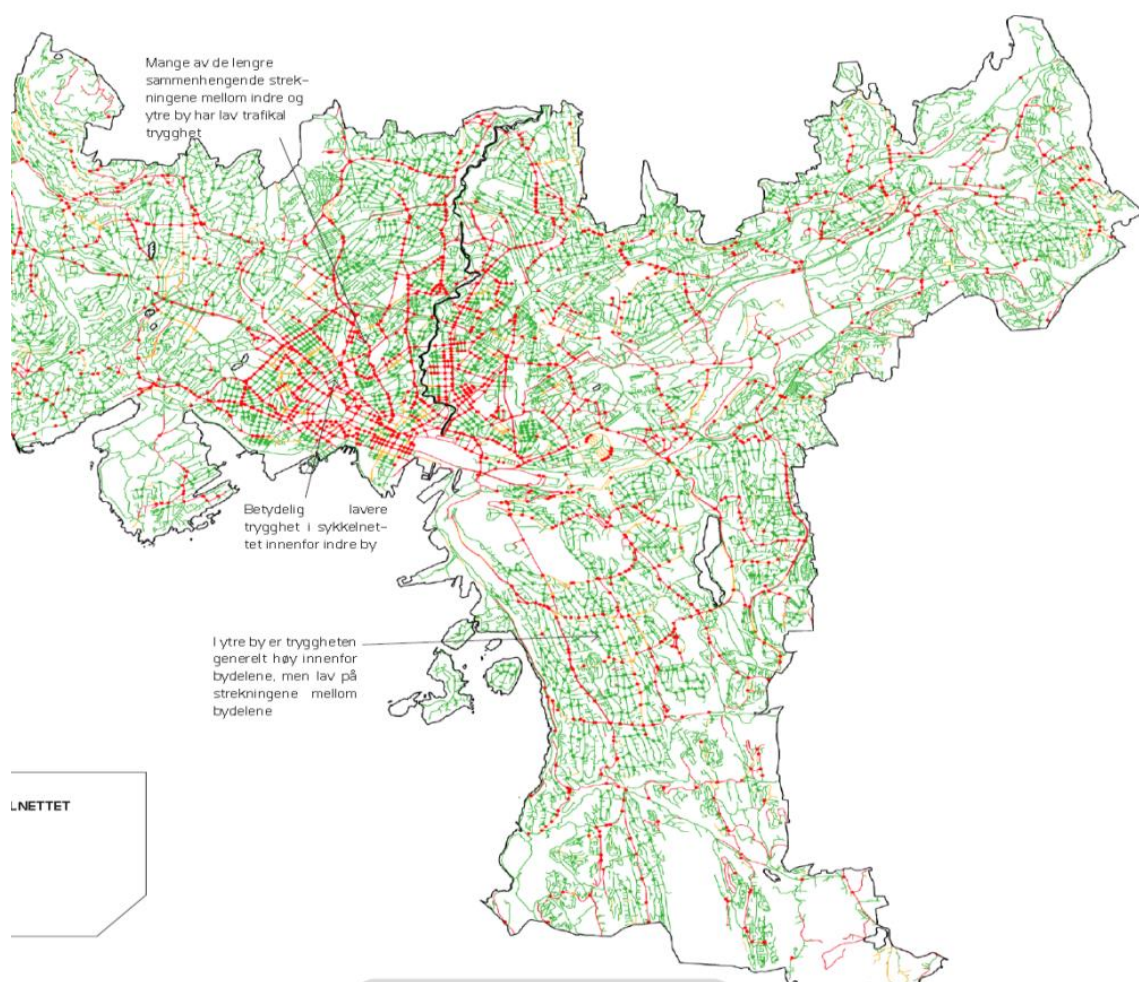 Mange av de lengre
sammenhengende strek-
ningene mellom indre og
ytre by har lav trafikal
trygghet
Betydelig lavere
trygghet i sykkelnet-
tet innenfor indre by
I ytre by er tryggheten
generelt høy innenfor
bydelene, men lav på
strekningene mellom
bydelene
LNETTET